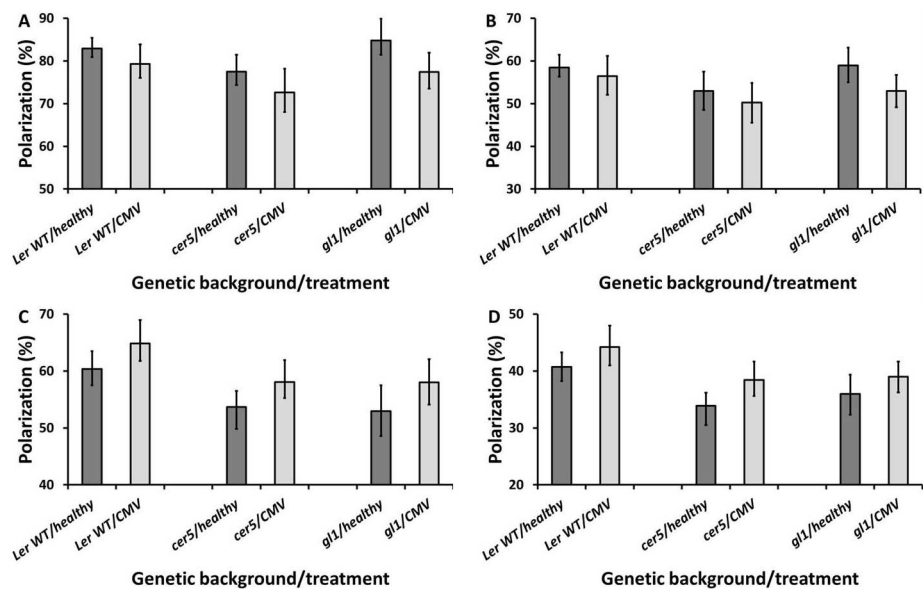 A
Polarization (%)
90
80
70
60
50
Ler WT/healthy
Ler WT/CMV
cer5/healthy
cer5/CMV
gl1/healthy
gl1/CMV
Genetic background/treatment
B
Polarization (%)
70
60
50
40
30
Ler WT/healthy
Ler WT/CMV
cer5/healthy
cer5/CMV
gl1/healthy
gl1/CMV
Genetic background/treatment
C
Polarization (%)
70
60
50
40
Ler WT/healthy
Ler WT/CMV
cer5/healthy
cer5/CMV
gl1/healthy
gl1/CMV
Genetic background/treatment
D
Polarization (%)
50
40
30
20
Ler WT/healthy
Ler WT/CMV
cer5/healthy
cer5/CMV
gl1/healthy
gl1/CMV
Genetic background/treatment